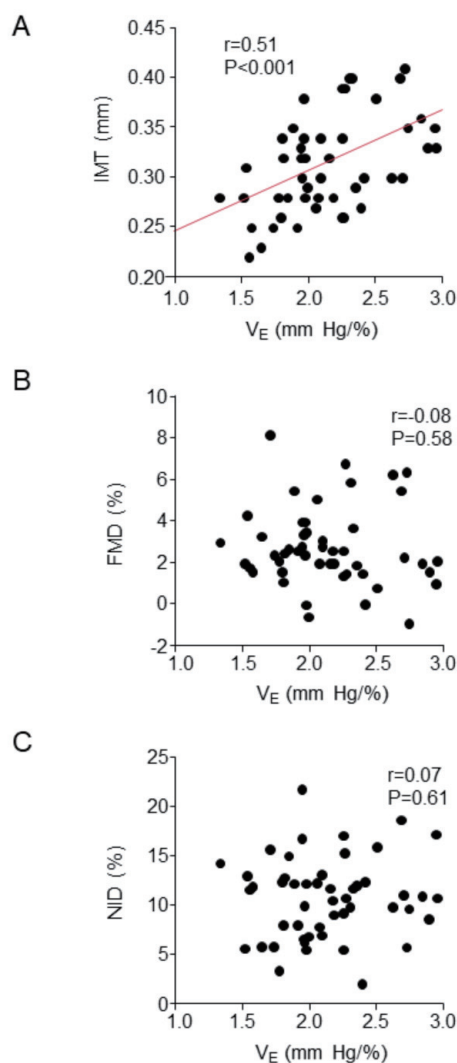 A
r=0.51
P<0.001
IMT (mm)
0.45
0.40
0.35
0.30
0.25
0.20
1.0 1.5 2.0 2.5 3.0
V_E (mm Hg/%)
B
r=-0.08
P=0.58
FMD (%)
10
8
6
4
2
0
-2
1.0 1.5 2.0 2.5 3.0
V_E (mm Hg/%)
C
r=0.07
P=0.61
NID (%)
25
20
15
10
5
0
1.0 1.5 2.0 2.5 3.0
V_E (mm Hg/%)